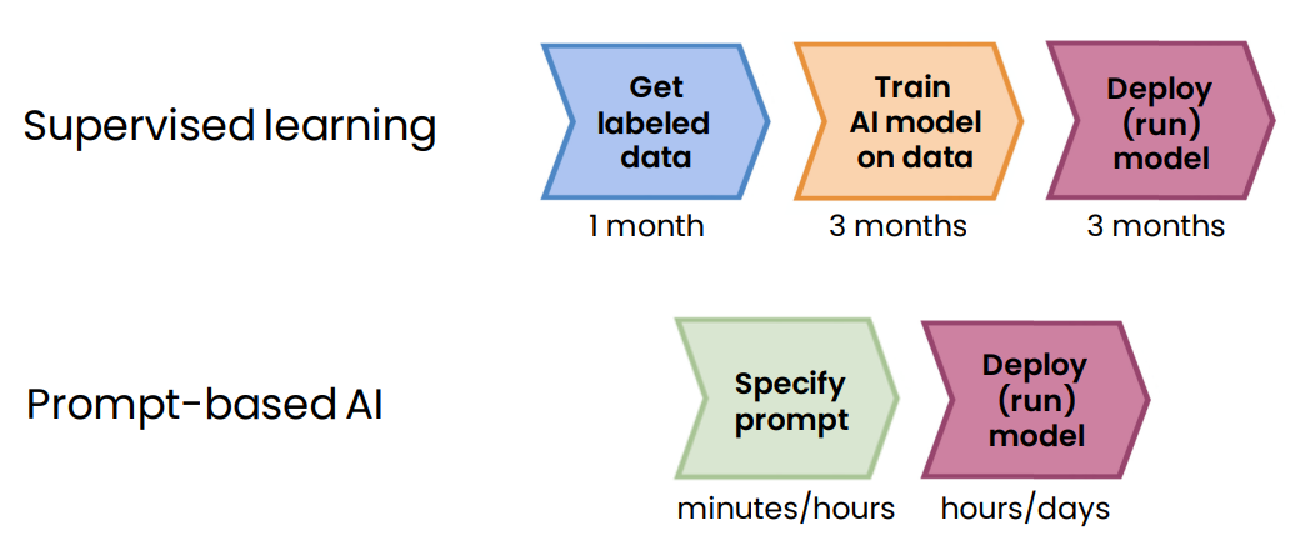 Supervised learning
Get
labeled
data
1 month
Train
AI model
on data
3 months
Deploy
(run)
model
3 months
Prompt-based AI
Specify
prompt
minutes/hours
Deploy
(run)
model
hours/days